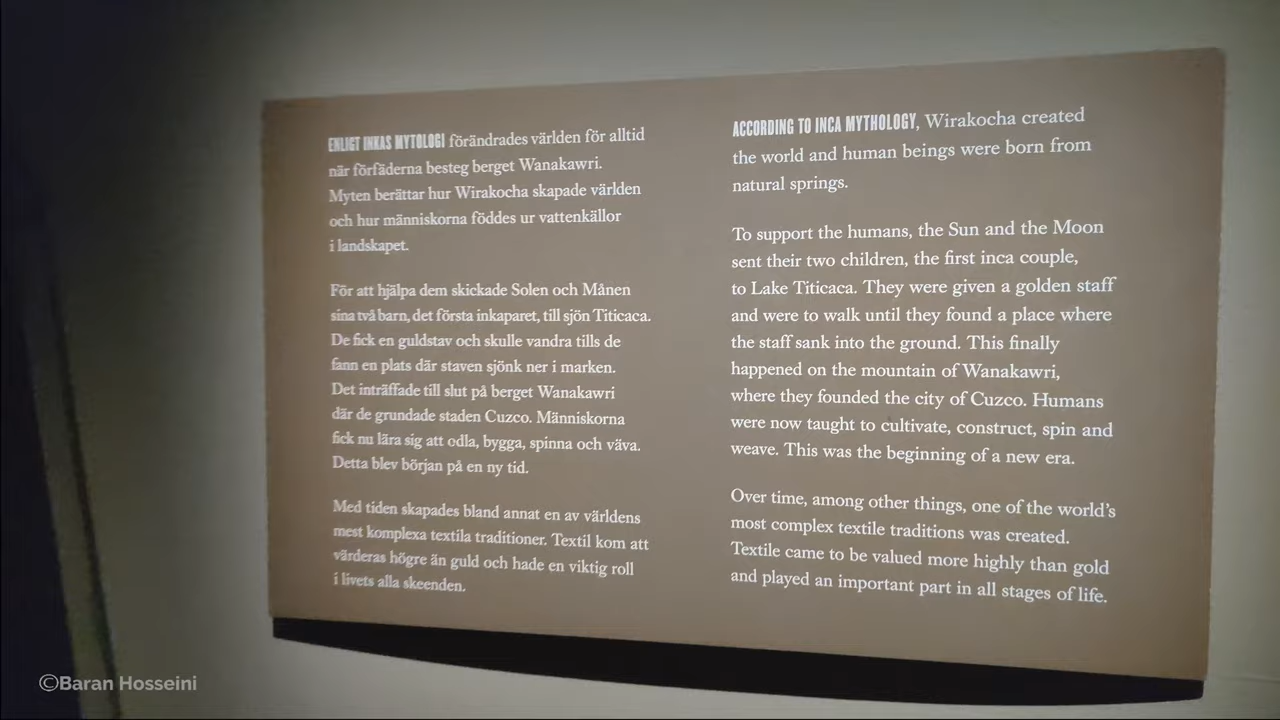 ENLIGT INKAS MYTOLOGI förändrades världen för alltid
när förfäderna besteg berget Wanakawri.
Myten berättar hur Wirakocha skapade världen
och hur människorna föddes ur vattenkällor
i landskapet.
För att hjälpa dem skickade Solen och Månen
sina två barn, det första inkaparet, till sjön Titicaca.
De fick en guldstav och skulle vandra tills de
fann en plats där staven sjönk ner i marken.
Det inträffade till slut på berget Wanakawri
där de grundade staden Cuzco. Människorna
fick nu lära sig att odla, bygga, spinna och väva.
Detta blev början på en ny tid.
Med tiden skapades bland annat en av världens
mest komplexa textila traditioner. Textil kom att
värderas högre än guld och hade en viktig roll
i livets alla skeenden.
ACCORDING TO INCA MYTHOLOGY, Wirakocha created
the world and human beings were born from
natural springs.
To support the humans, the Sun and the Moon
sent their two children, the first inca couple,
to Lake Titicaca. They were given a golden staff
and were to walk until they found a place where
the staff sank into the ground. This finally
happened on the mountain of Wanakawri,
where they founded the city of Cuzco. Humans
were now taught to cultivate, construct, spin and
weave. This was the beginning of a new era.
Over time, among other things, one of the world's
most complex textile traditions was created.
Textile came to be valued more highly than gold
and played an important part in all stages of life.
©Baran Hosseini